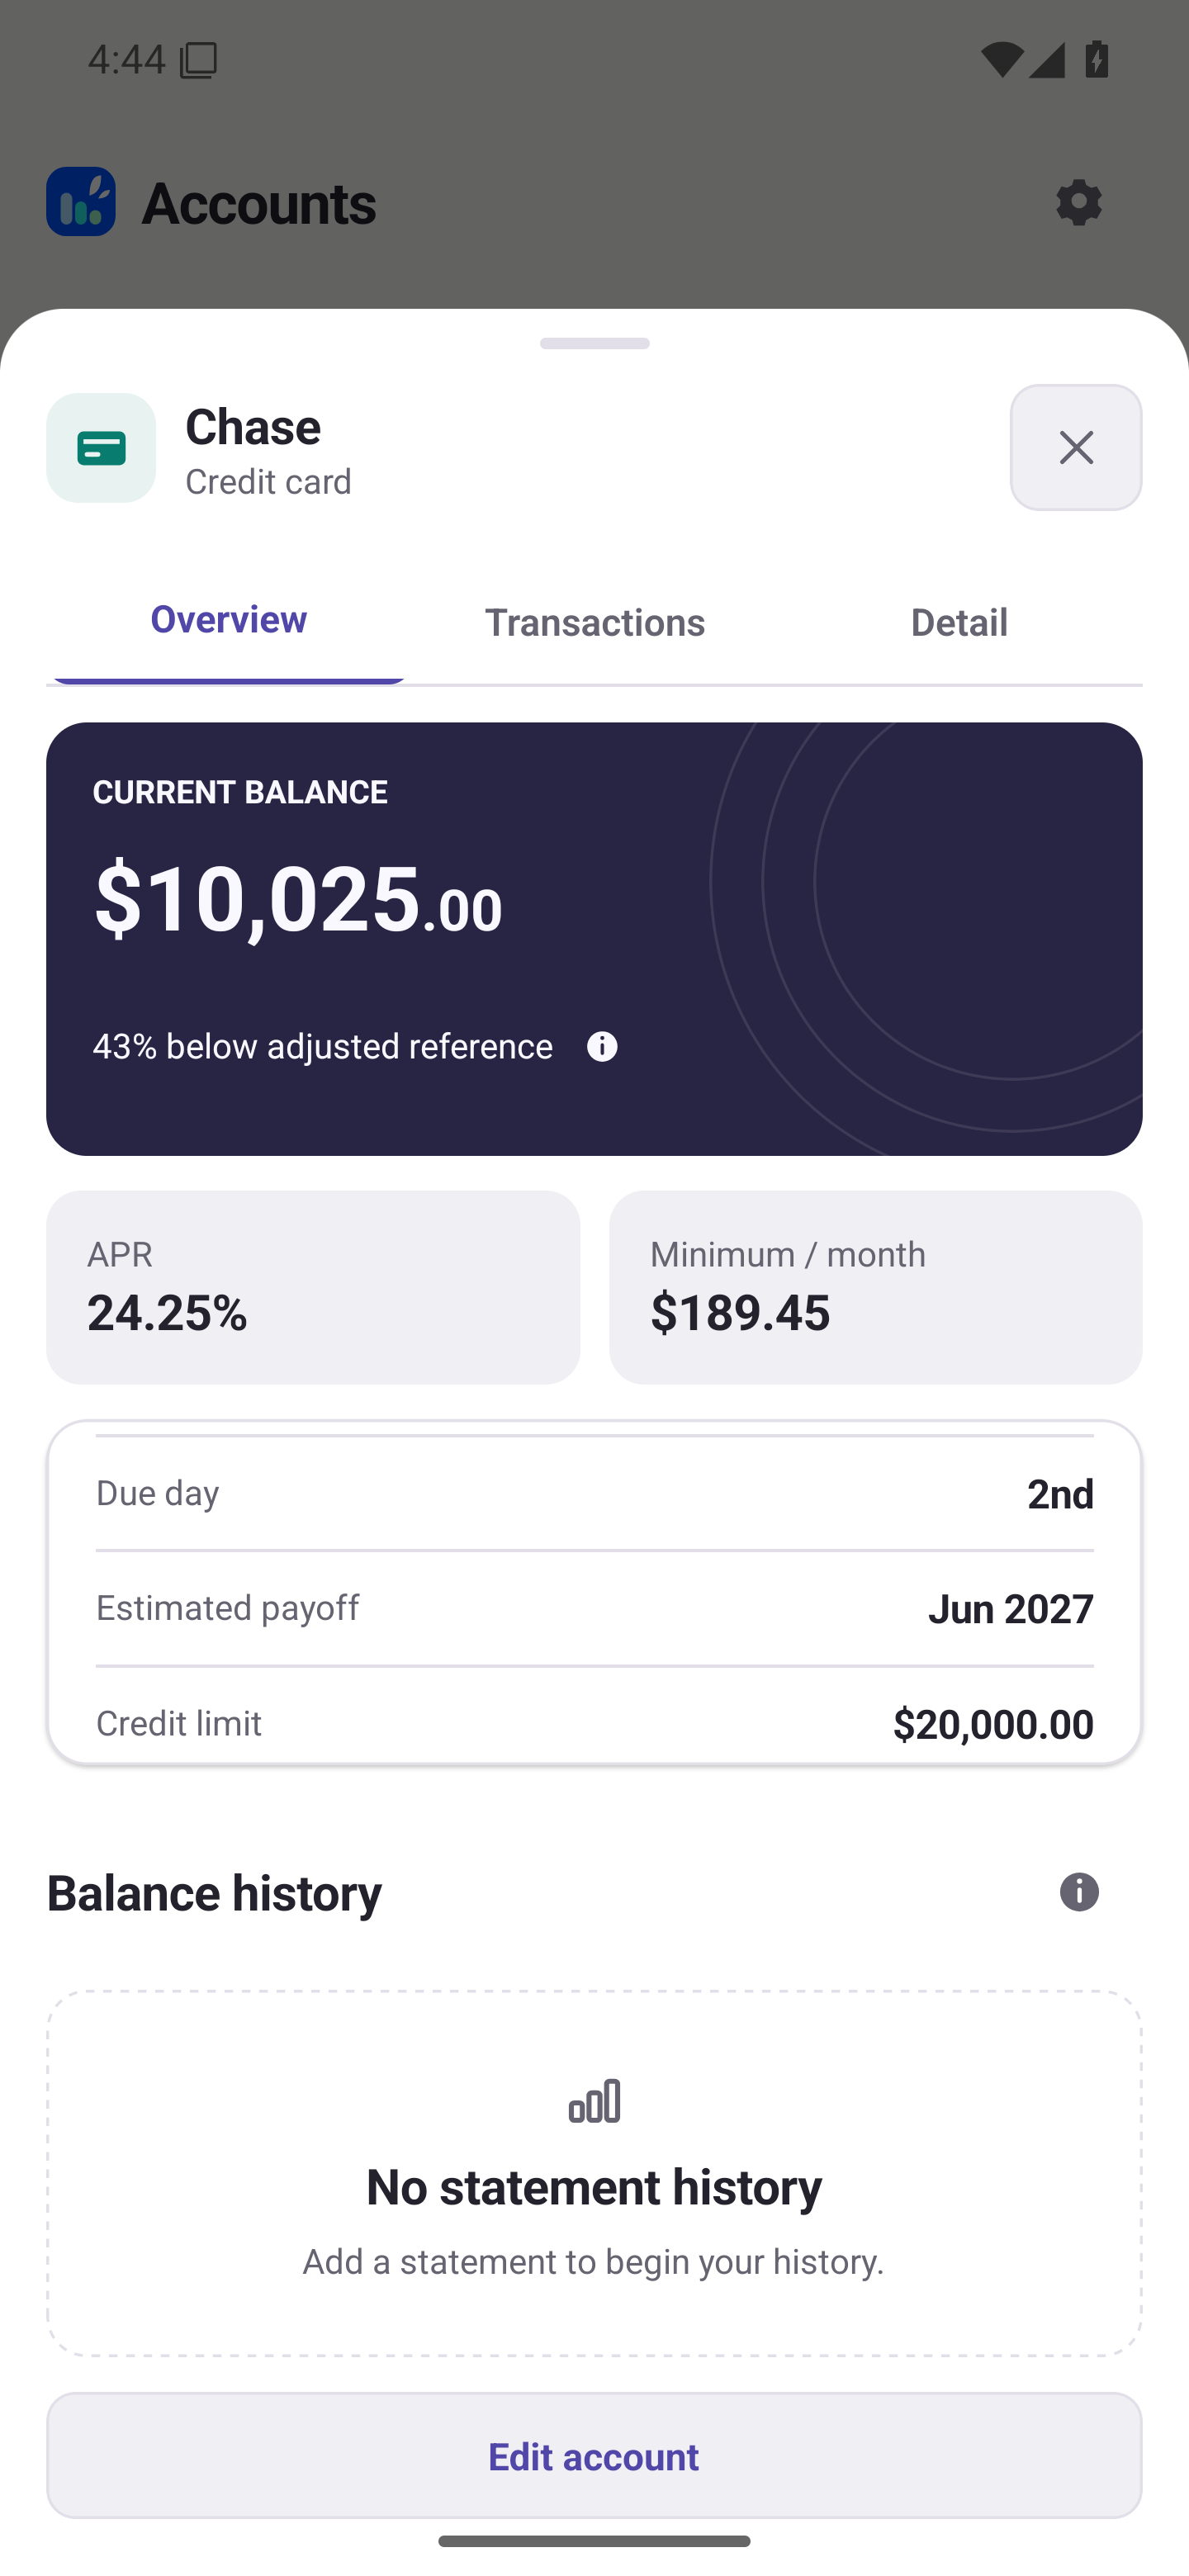 4:44
Accounts
Chase
Credit card
Overview
Transactions
Detail
CURRENT BALANCE
$10,025.00
43% below adjusted reference
APR
24.25%
Minimum / month
$189.45
Due day
2nd
Estimated payoff
Jun 2027
Credit limit
$20,000.00
Balance history
No statement history
Add a statement to begin your history.
Edit account